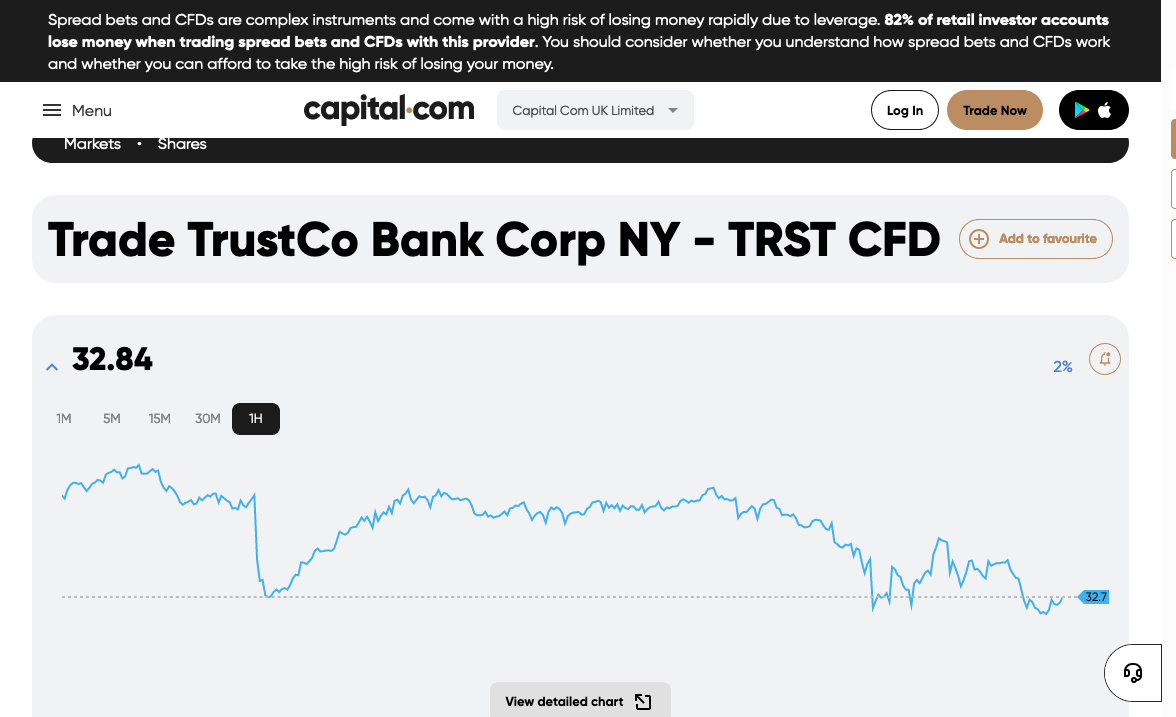 Spread bets and CFDs are complex instruments and come with a high risk of losing money rapidly due to leverage. 82% of retail investor accounts
lose money when trading spread bets and CFDs with this provider. You should consider whether you understand how spread bets and CFDs work
and whether you can afford to take the high risk of losing your money.
Menu
capital.com
Capital Com UK Limited
Log In
Trade Now
Markets • Shares
Trade TrustCo Bank Corp NY - TRST CFD
Add to favourite
32.84
2%
1M 5M 15M 30M 1H
32.7
View detailed chart